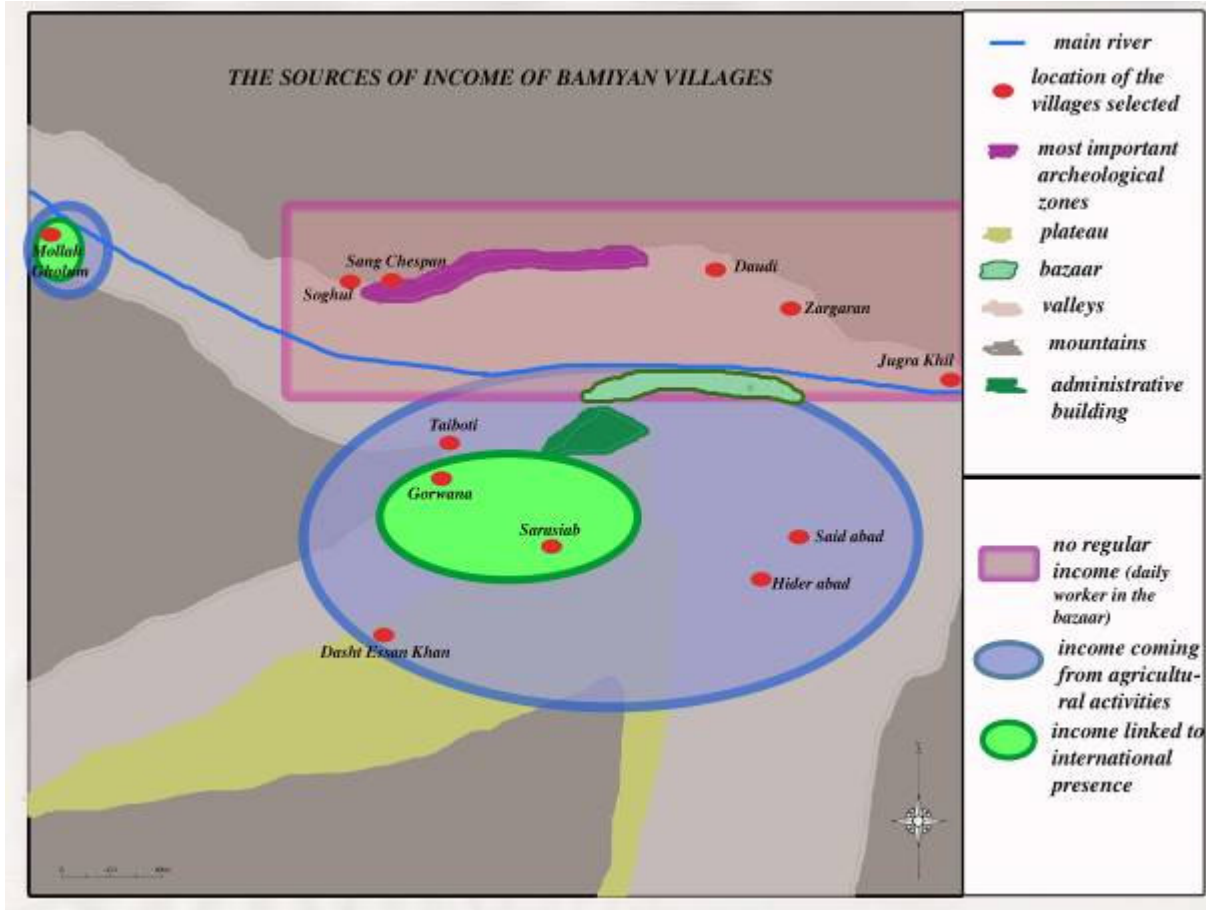 THE SOURCES OF INCOME OF BAMIYAN VILLAGES
Mollah
Gholum
Sang Chespan
Soghul
Daudi
Zargaran
Jugra Khil
Taiboti
Gorwana
Sarasiab
Said abad
Hider abad
Dasht Essan Khan
0
main river
location of the
villages selected
most important
archeological
zones
plateau
bazaar
valleys
mountains
administrative
building
no regular
income (daily
worker in the
bazaar)
income coming
from agricultu-
ral activities
income linked to
international
presence